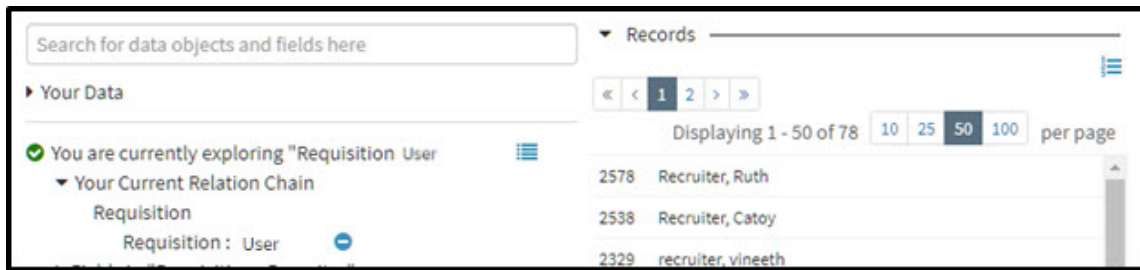 Search for data objects and fields here
Your Data
You are currently exploring "Requisition User
Your Current Relation Chain
Requisition
Requisition : User
Records
« < 1 2 > »
Displaying 1 - 50 of 78 10 25 50 100 per page
2578 Recruiter, Ruth
2538 Recruiter, Catoy
2329 recruiter, vineeth